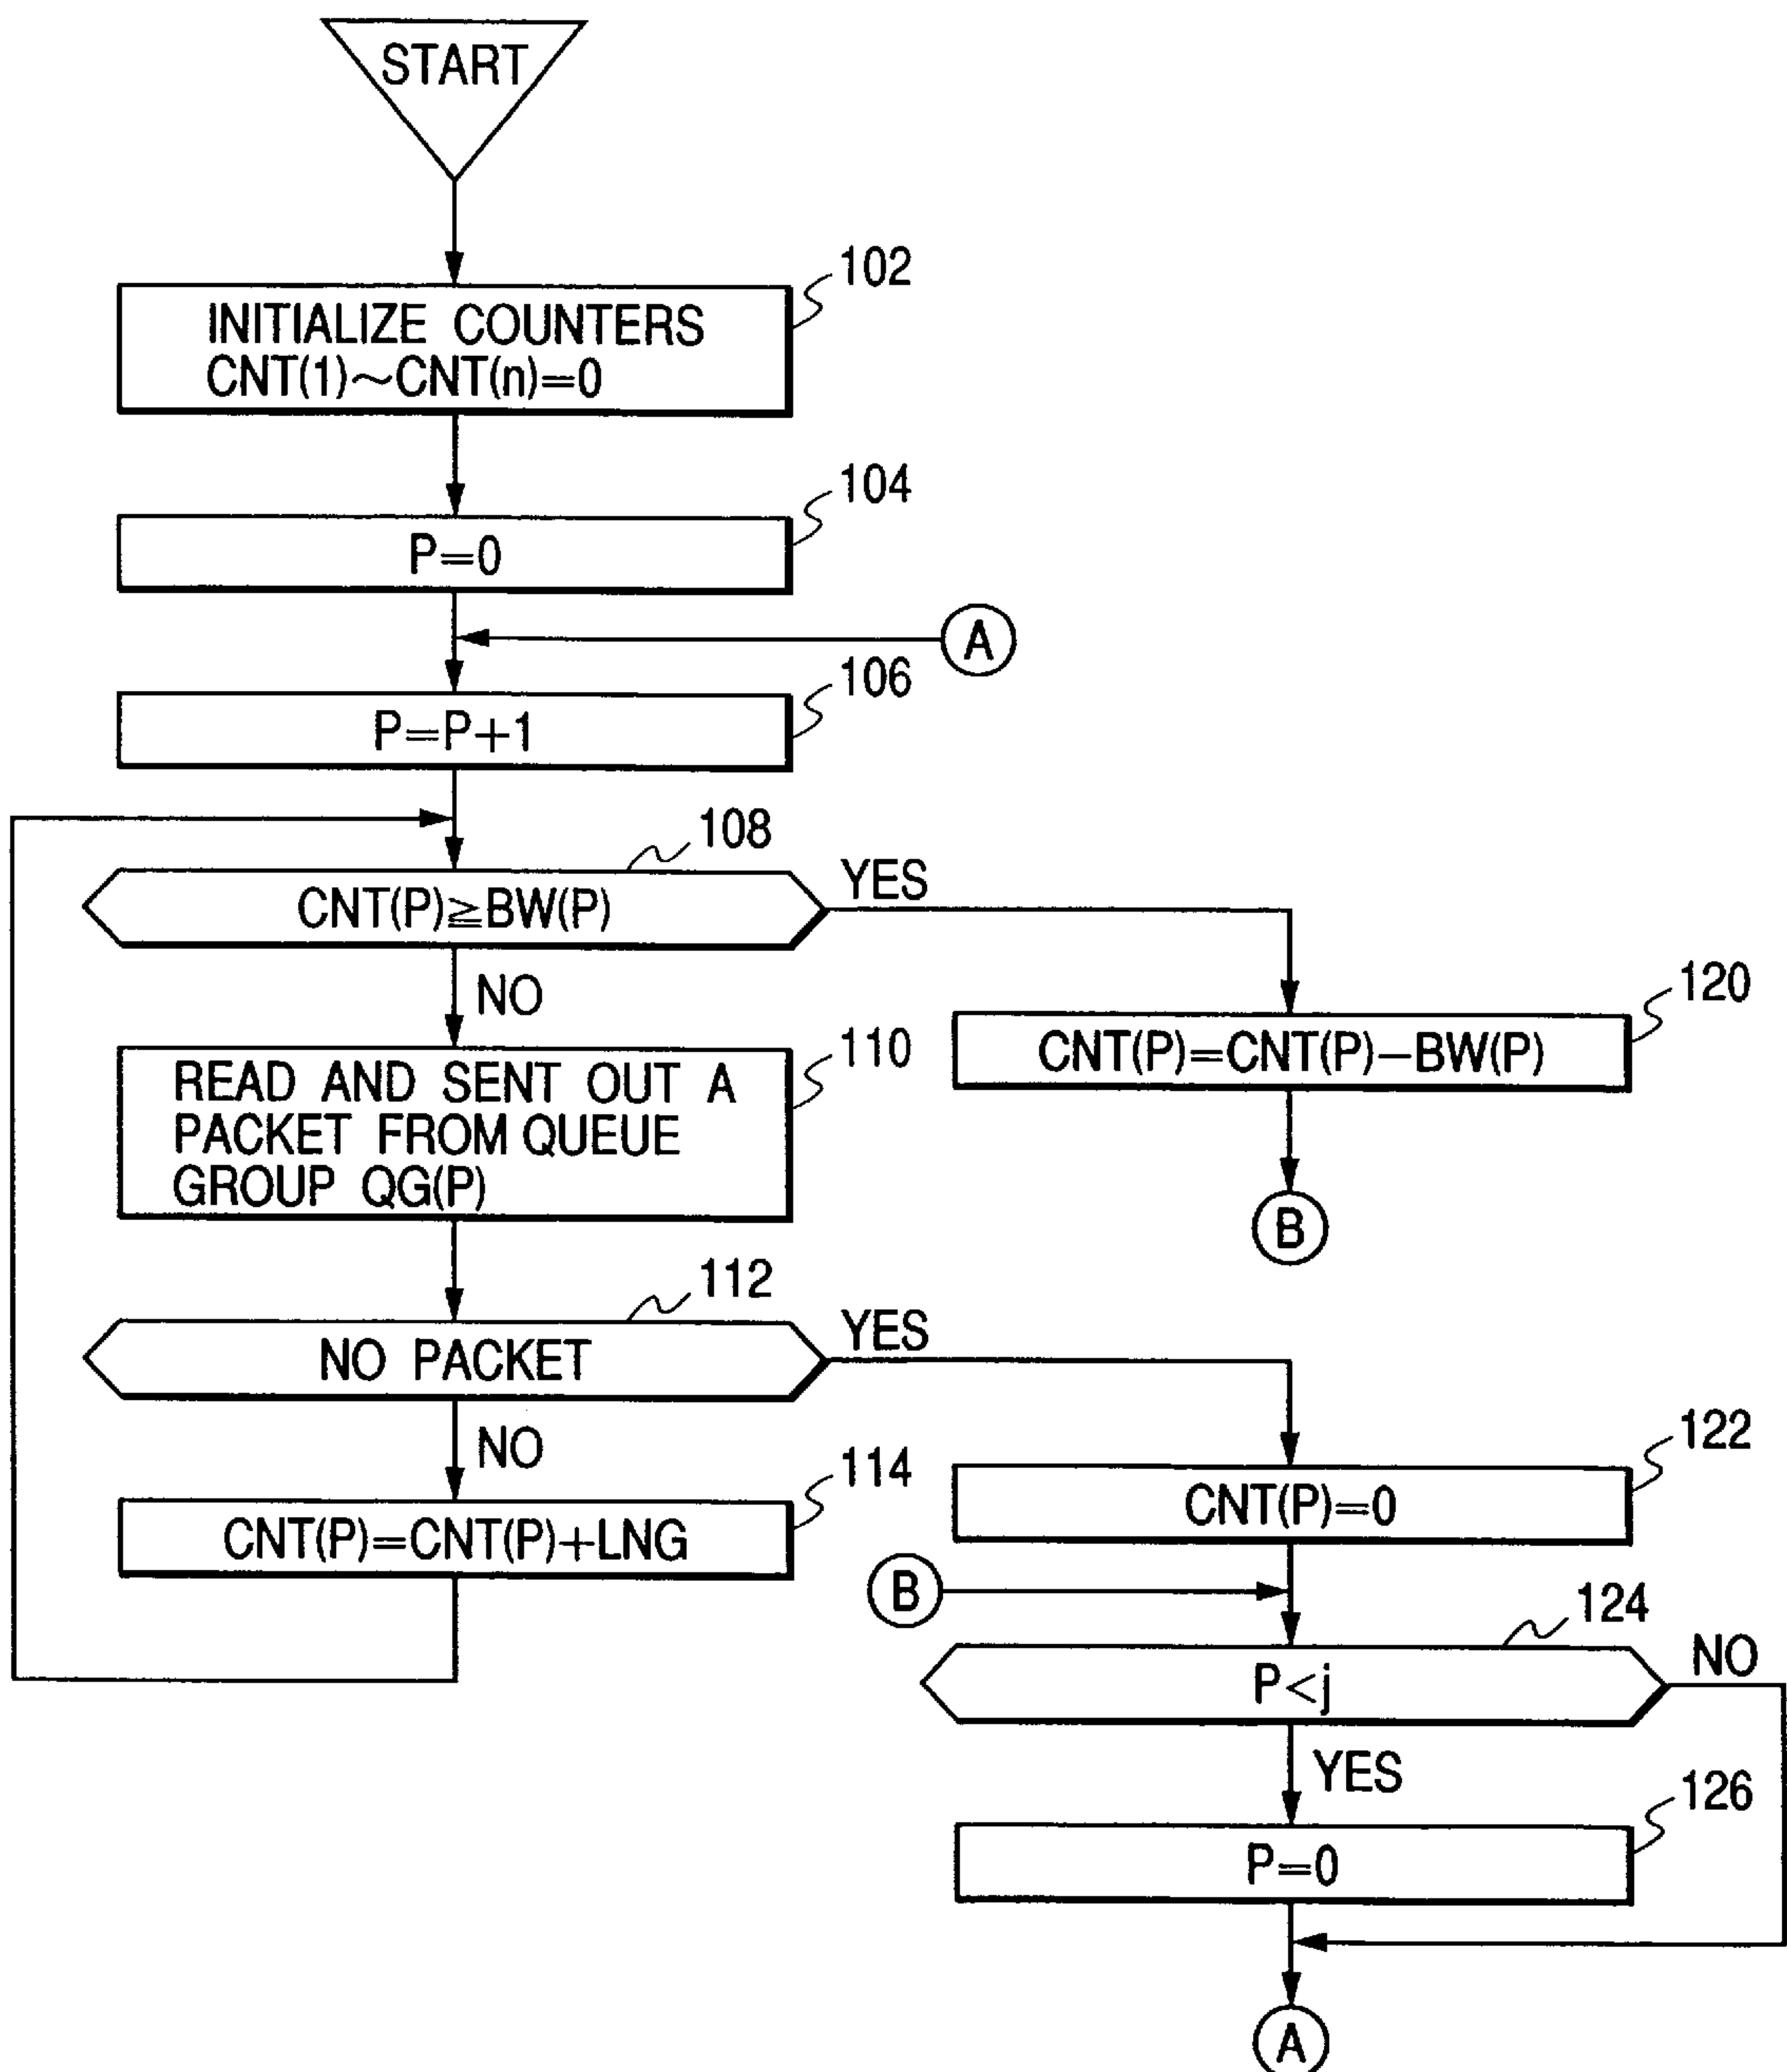 START
102
INITIALIZE COUNTERS
CNT(1)~CNT(n)=0
104
P=0
A
106
P=P+1
108
CNT(P)≧BW(P)
YES
NO
120
CNT(P)=CNT(P)-BW(P)
B
110
READ AND SENT OUT A
PACKET FROM QUEUE
GROUP QG(P)
112
NO PACKET
YES
NO
122
CNT(P)=0
114
CNT(P)=CNT(P)+LNG
B
124
P<j
NO
YES
126
P=0
A